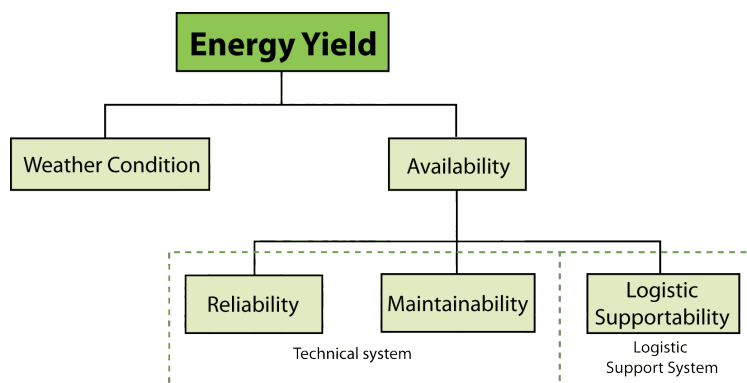 Energy Yield
Weather Condition
Availability
Reliability
Maintainability
Logistic
Supportability
Technical system
Logistic
Support System